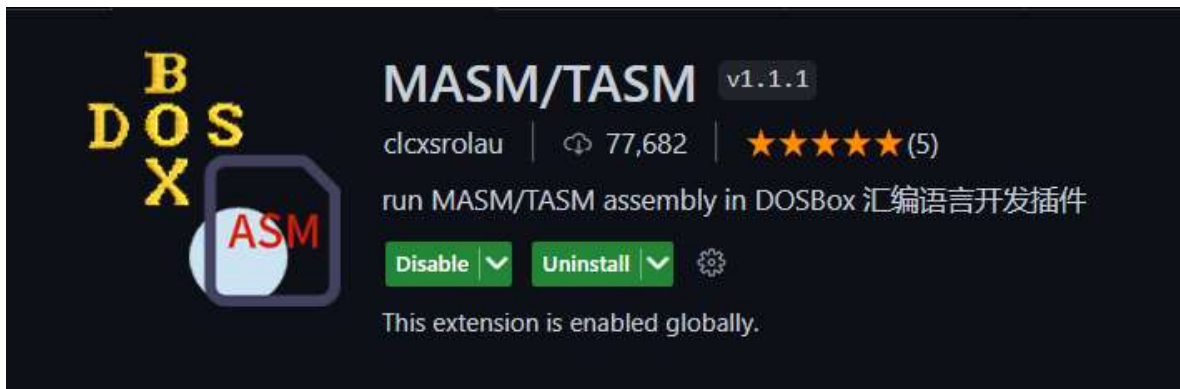 B
DOS
X
ASM
MASM/TASM v1.1.1
clcxsrolau 77,682 (5)
run MASM/TASM assembly in DOSBox 汇编语言开发插件
Disable Uninstall
This extension is enabled globally.